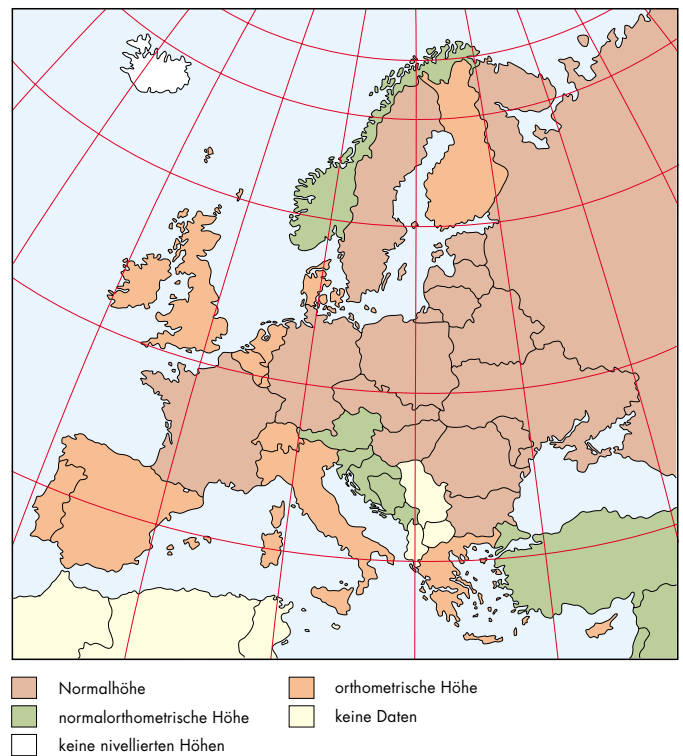 Normalhöhe
orthometrische Höhe
normalorthometrische Höhe
keine Daten
keine nivellierten Höhen